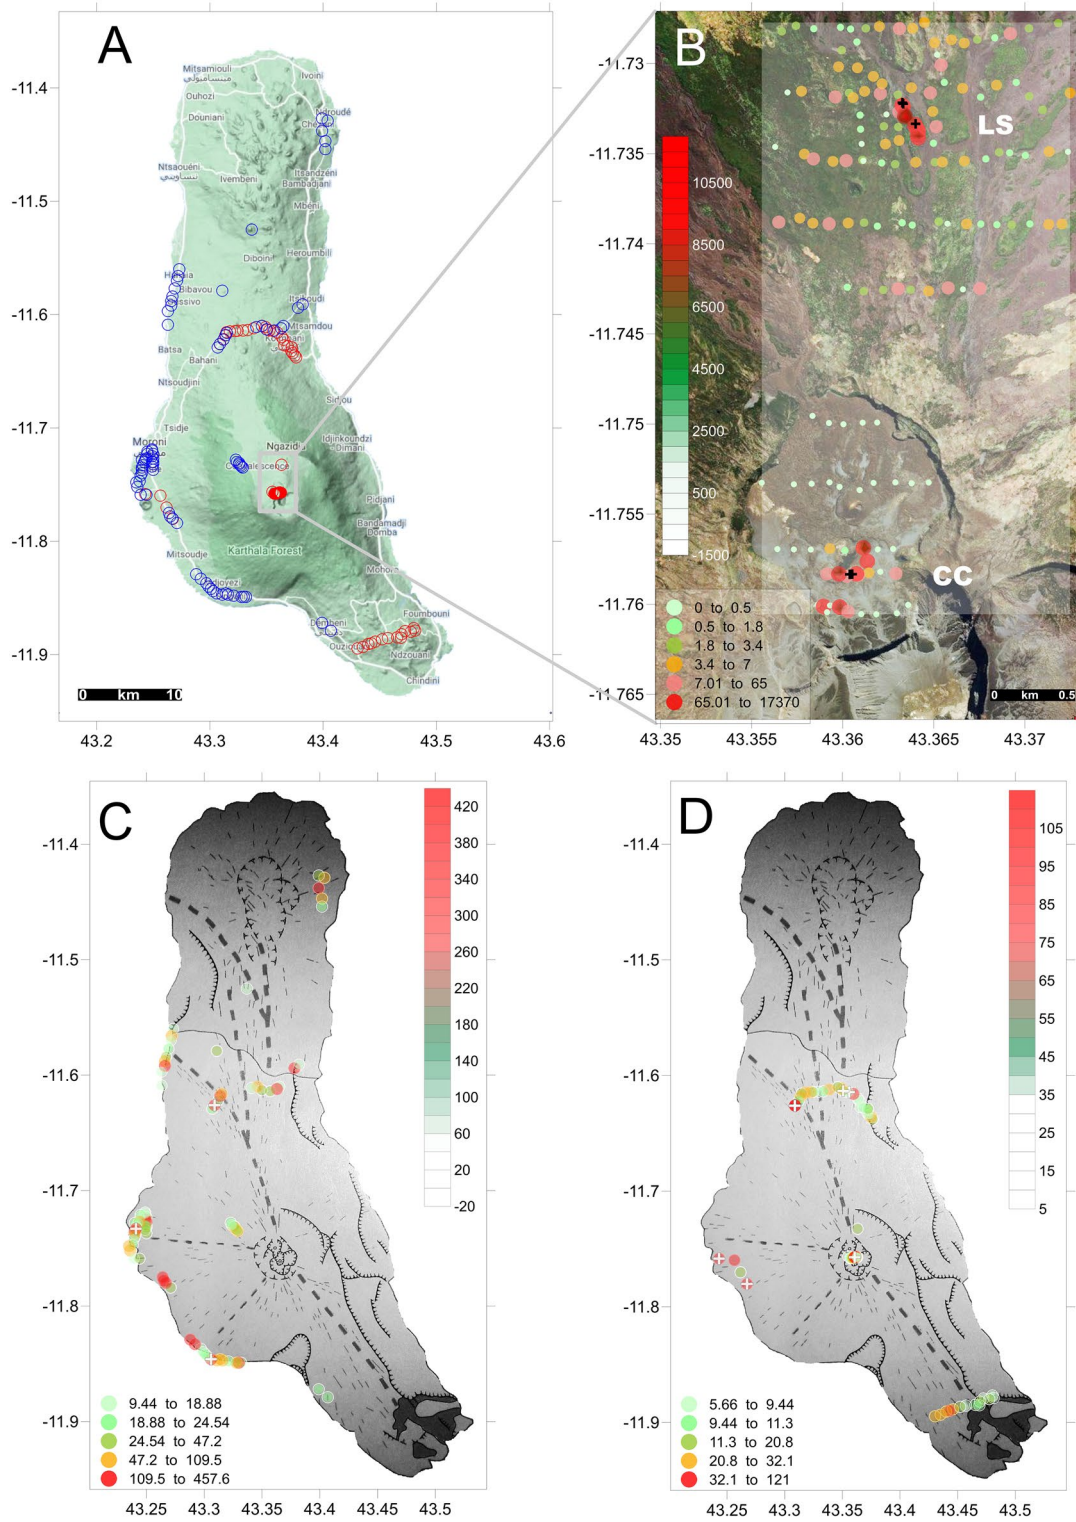 A
-11.4
-11.5
-11.6
-11.7
-11.8
-11.9
Mitsamiouli
ميتسامیولي
Ivoini
Ouhozi
Douniani
Ndroudé
Ntsaouéni
نتساويني
Ivembeni
Itsandzéni
Bambadjani
Mbéni
Diboini
Heroumbili
Bibavou
Itsikoudi
Mtsamdou
Batsa
Bahani
Ntsoudjini
Sirjou
Tsidje
Moroni
Ngazidja
Idjinkoundzi
Dimani
Pidjani
Bandamadji
Domba
Mitsoudje
Karthala Forest
Foumbouni
Dembeni
Ndzouani
Chindini
0 km 10
43.2 43.3 43.4 43.5 43.6
B
-11.73
-11.735
-11.74
-11.745
-11.75
-11.755
-11.76
-11.765
LS
CC
10500
8500
6500
4500
2500
500
-1500
0 to 0.5
0.5 to 1.8
1.8 to 3.4
3.4 to 7
7.01 to 65
65.01 to 17370
0 km 0.5
43.35 43.355 43.36 43.365 43.37
C
-11.4
-11.5
-11.6
-11.7
-11.8
-11.9
420
380
340
300
260
220
180
140
100
60
20
-20
9.44 to 18.88
18.88 to 24.54
24.54 to 47.2
47.2 to 109.5
109.5 to 457.6
43.25 43.3 43.35 43.4 43.45 43.5
D
-11.4
-11.5
-11.6
-11.7
-11.8
-11.9
105
95
85
75
65
55
45
35
25
15
5
5.66 to 9.44
9.44 to 11.3
11.3 to 20.8
20.8 to 32.1
32.1 to 121
43.25 43.3 43.35 43.4 43.45 43.5